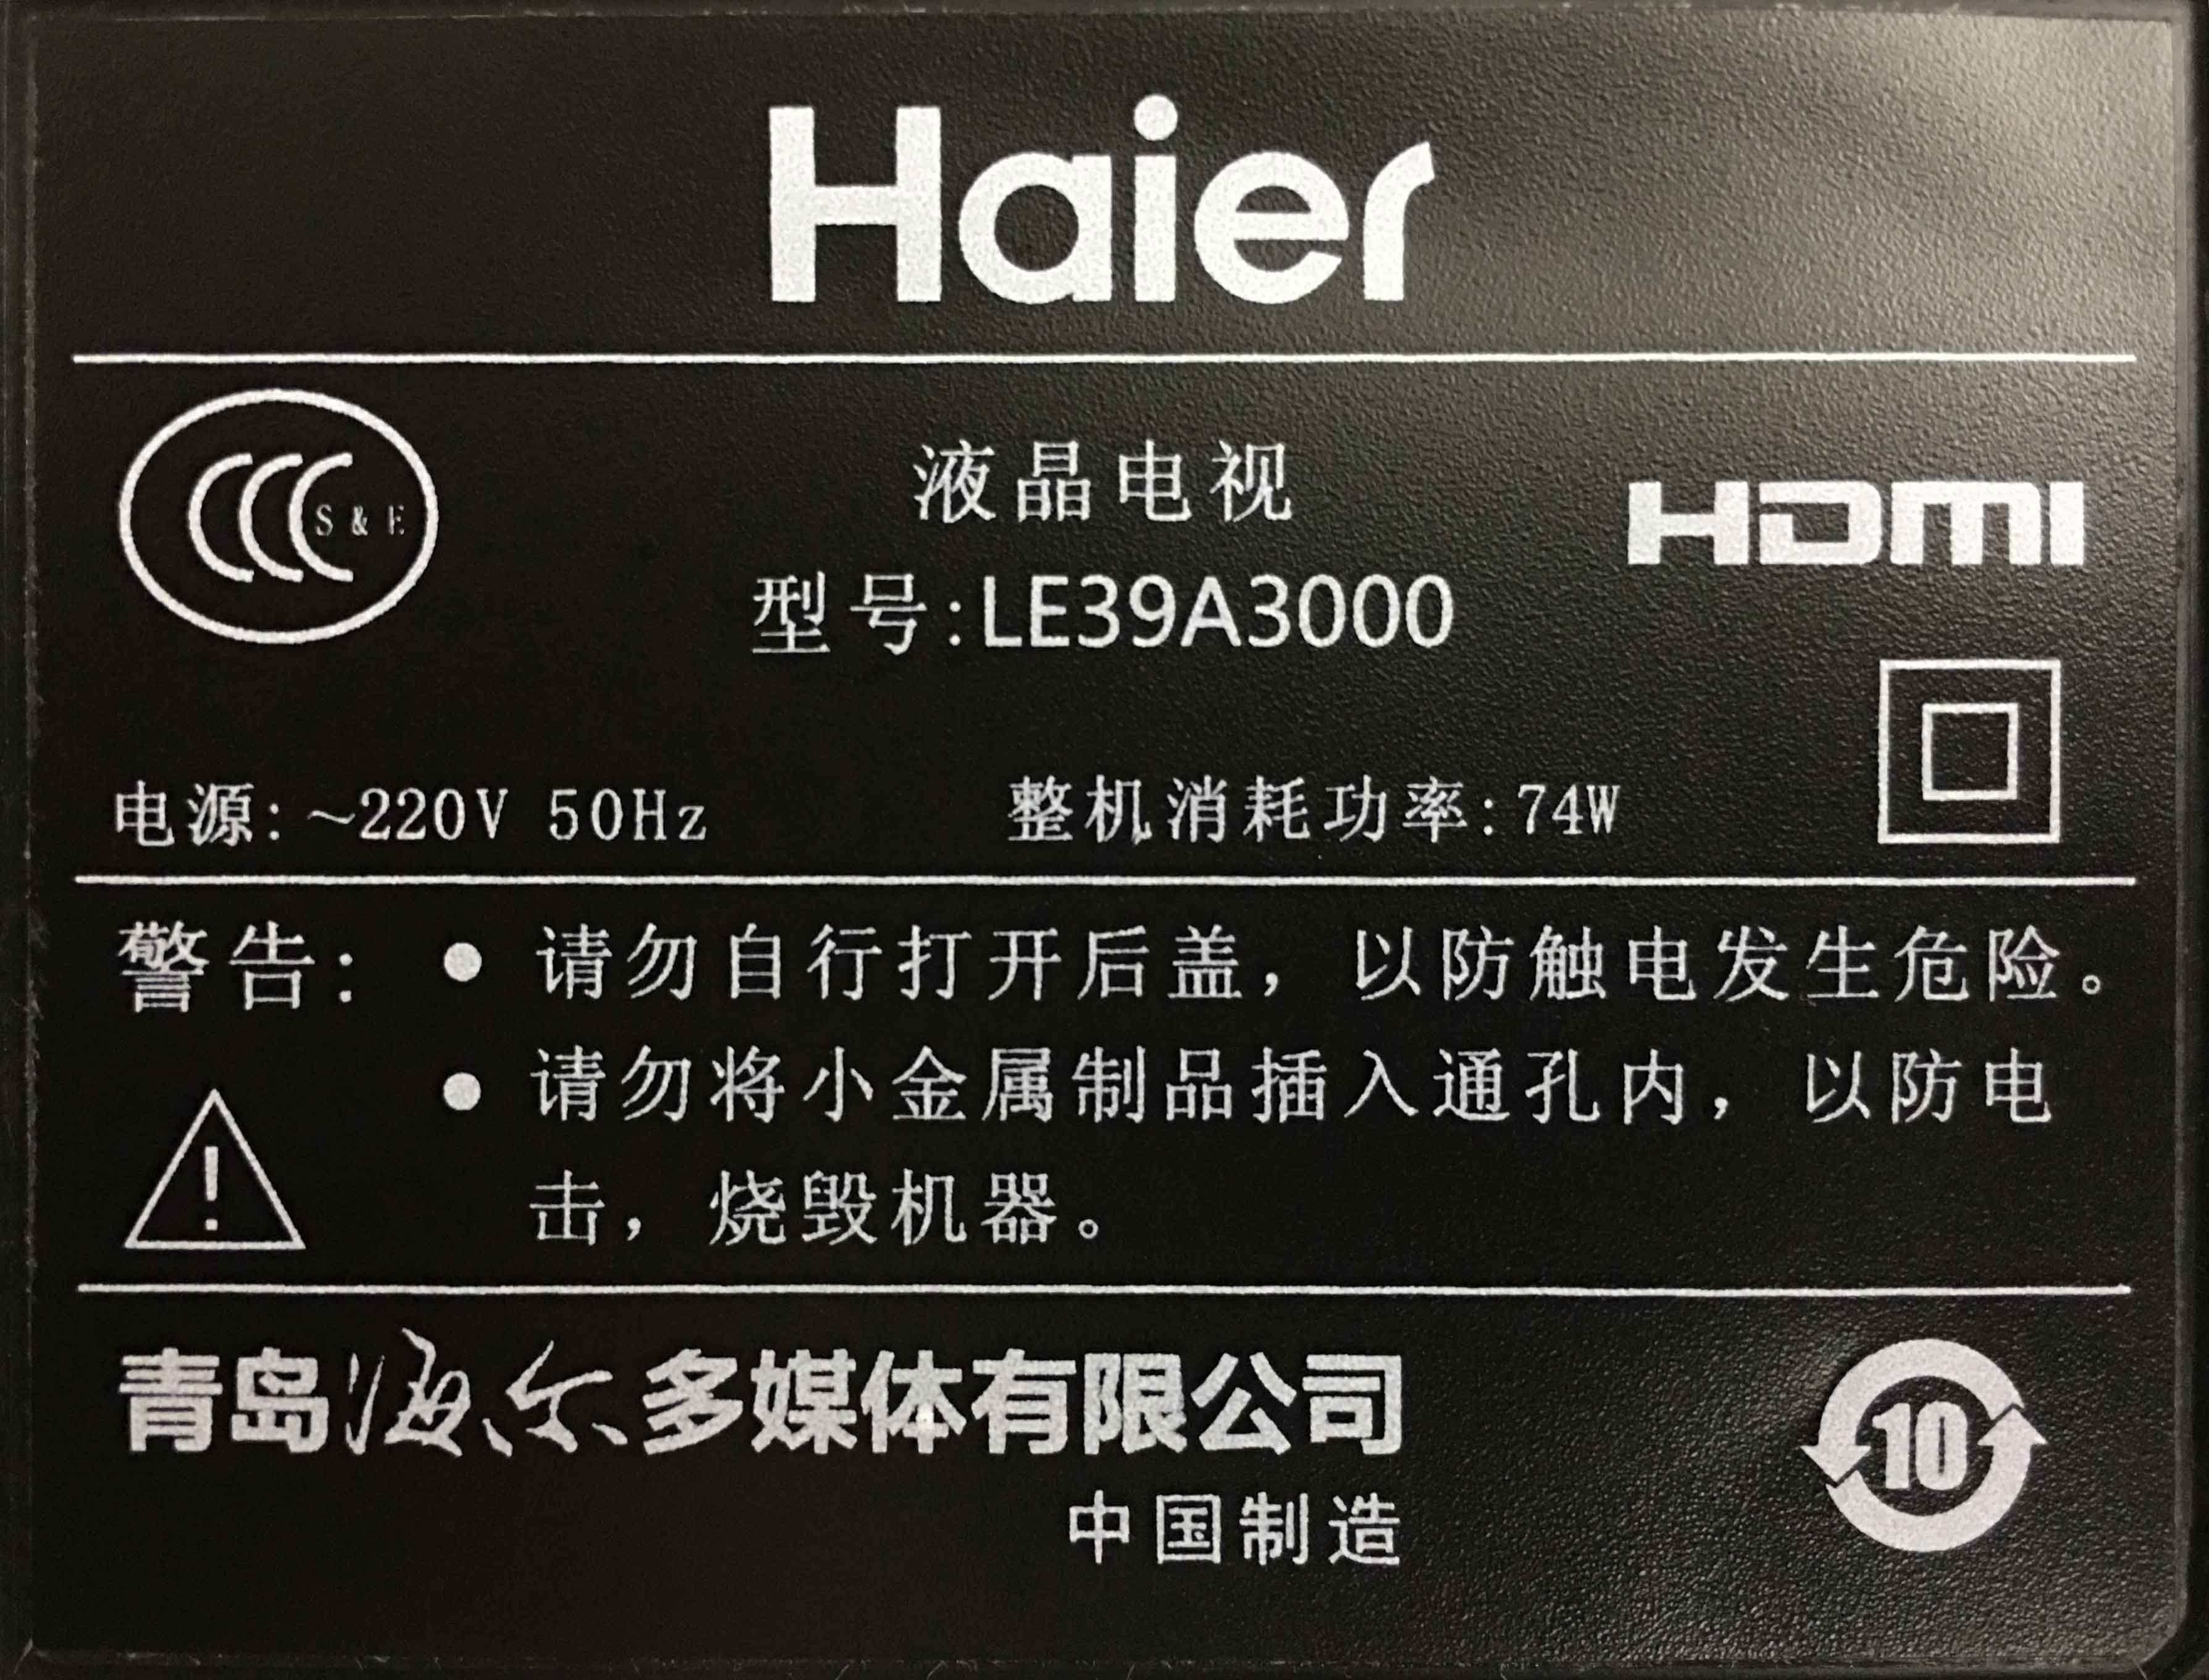 Haier
CCC S&E
液晶电视
HDMI
型号:LE39A3000
电源:~220V 50Hz 整机消耗功率:74W
警告: ● 请勿自行打开后盖，以防触电发生危险。
● 请勿将小金属制品插入通孔内，以防电
击，烧毁机器。
!
青岛海尔多媒体有限公司
10
中国制造